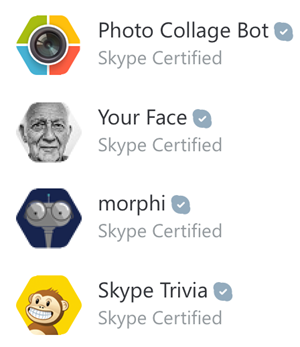 Photo Collage Bot
Skype Certified
Your Face
Skype Certified
morphi
Skype Certified
Skype Trivia
Skype Certified